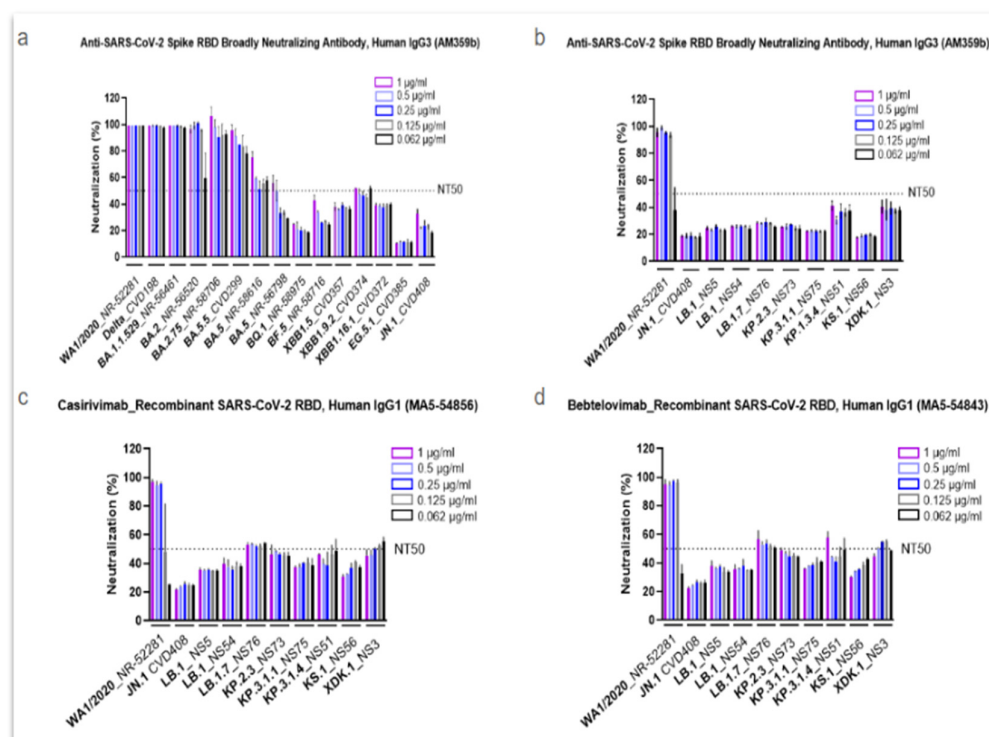 a
Anti-SARS-CoV-2 Spike RBD Broadly Neutralizing Antibody, Human IgG3 (AM359b)
1 µg/ml
0.5 µg/ml
0.25 µg/ml
0.125 µg/ml
0.062 µg/ml
Neutralization (%)
120
100
80
60
40
20
0
NT50
WA1/2020_NR-52281
Delta_CVD198
BA.1.1.529_NR-56461
BA.2_NR-56520
BA.2.75_NR-58706
BA.5.5_CVD299
BA.5_NR-58616
BA.5_NR-56798
BQ.1_NR-58975
BF.5_NR-58716
XBB1.5_CVD357
XBB1.9.2_CVD374
XBB1.16.1_CVD372
EG.5.1_CVD385
JN.1_CVD408
b
Anti-SARS-CoV-2 Spike RBD Broadly Neutralizing Antibody, Human IgG3 (AM359b)
1 µg/ml
0.5 µg/ml
0.25 µg/ml
0.125 µg/ml
0.062 µg/ml
Neutralization (%)
120
100
80
60
40
20
0
NT50
WA1/2020_NR-52281
JN.1_CVD408
LB.1_NS5
LB.1_NS54
LB.1.7_NS76
KP.2.3_NS73
KP.3.1.1_NS75
KP.1.3.4_NS51
KS.1_NS56
XDK.1_NS3
c
Casirivimab_Recombinant SARS-CoV-2 RBD, Human IgG1 (MA5-54856)
1 µg/ml
0.5 µg/ml
0.25 µg/ml
0.125 µg/ml
0.062 µg/ml
Neutralization (%)
120
100
80
60
40
20
0
NT50
WA1/2020_NR-52281
JN.1 CVD408
LB.1_NS5
LB.1_NS54
LB.1.7_NS76
KP.2.3_NS73
KP.3.1.1_NS75
KP.3.1.4_NS51
KS.1_NS56
XDK.1_NS3
d
Bebtelovimab_Recombinant SARS-CoV-2 RBD, Human IgG1 (MA5-54843)
1 µg/ml
0.5 µg/ml
0.25 µg/ml
0.125 µg/ml
0.062 µg/ml
Neutralization (%)
120
100
80
60
40
20
0
NT50
WA1/2020_NR-52281
JN.1 CVD408
LB.1_NS5
LB.1_NS54
LB.1.7_NS76
KP.2.3_NS73
KP.3.1.1_NS75
KP.3.1.4_NS51
KS.1_NS56
XDK.1_NS3